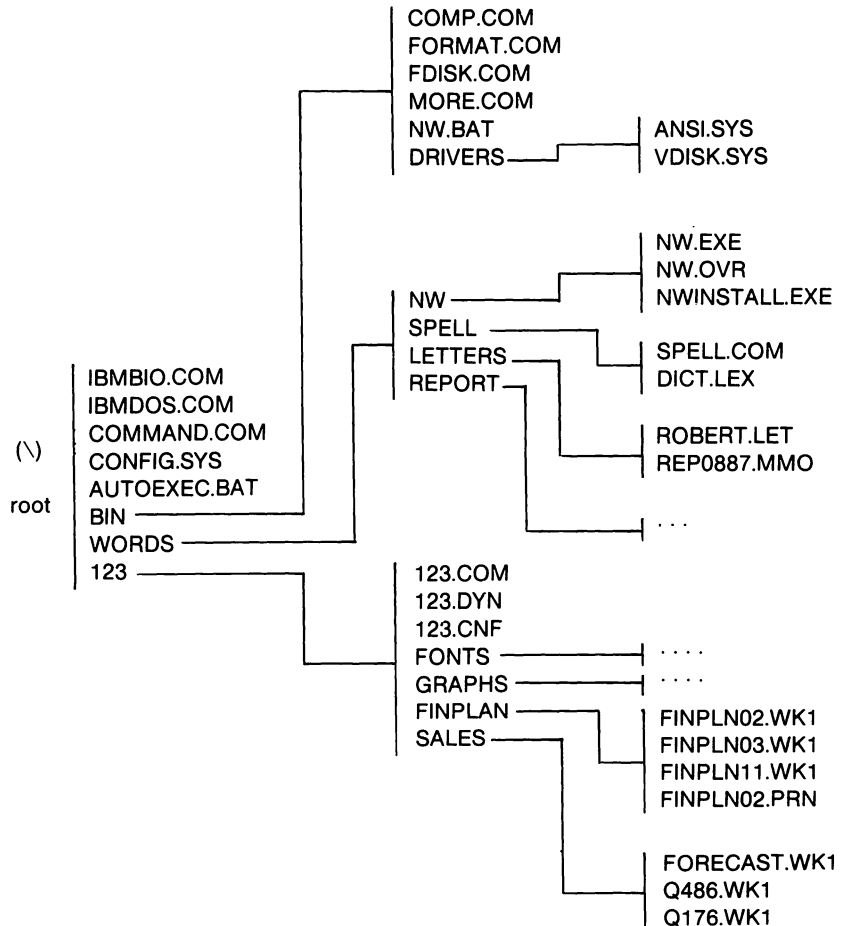 COMP.COM
FORMAT.COM
FDISK.COM
MORE.COM
NW.BAT
DRIVERS
ANSI.SYS
VDISK.SYS
NW.EXE
NW.OVR
NWINSTALL.EXE
NW
SPELL
LETTERS
REPORT
SPELL.COM
DICT.LEX
ROBERT.LET
REP0887.MMO
. . .
(\)
root
IBMBIO.COM
IBMDOS.COM
COMMAND.COM
CONFIG.SYS
AUTOEXEC.BAT
BIN
WORDS
123
123.COM
123.DYN
123.CNF
FONTS
GRAPHS
FINPLAN
SALES
. . . .
. . . .
FINPLN02.WK1
FINPLN03.WK1
FINPLN11.WK1
FINPLN02.PRN
FORECAST.WK1
Q486.WK1
Q176.WK1